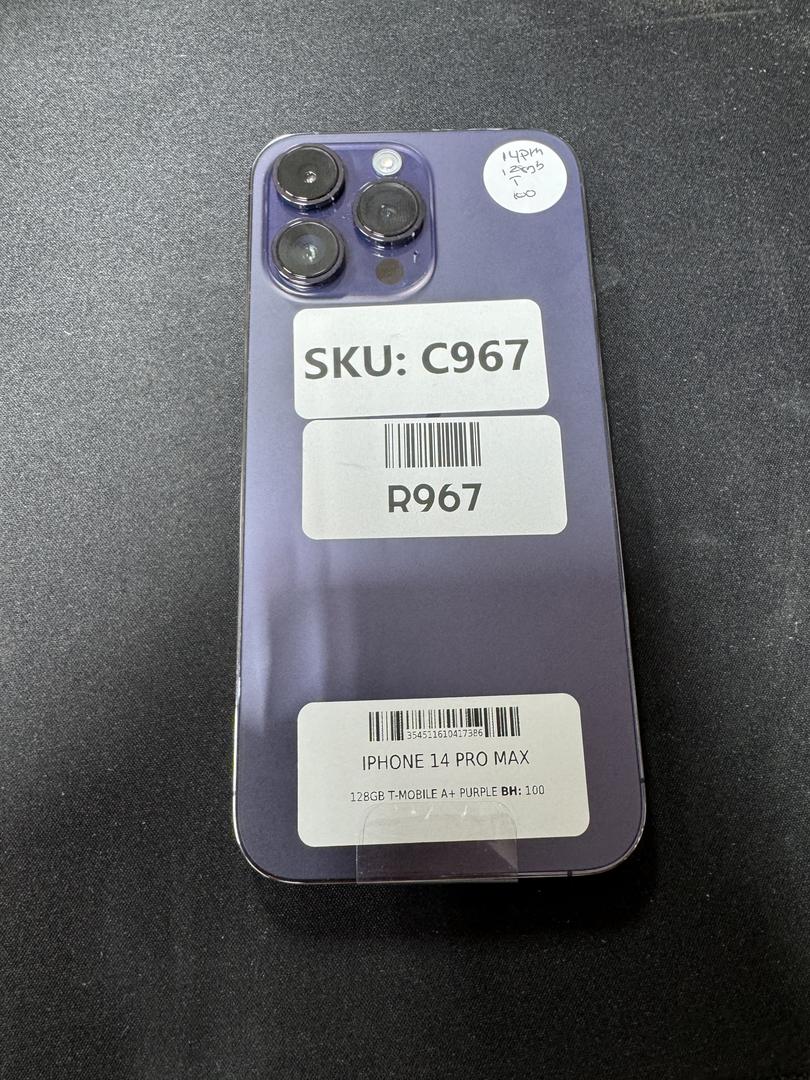 14pm
128gb
T
100
SKU: C967
R967
354511610417386
IPHONE 14 PRO MAX
128GB T-MOBILE A+ PURPLE BH: 100